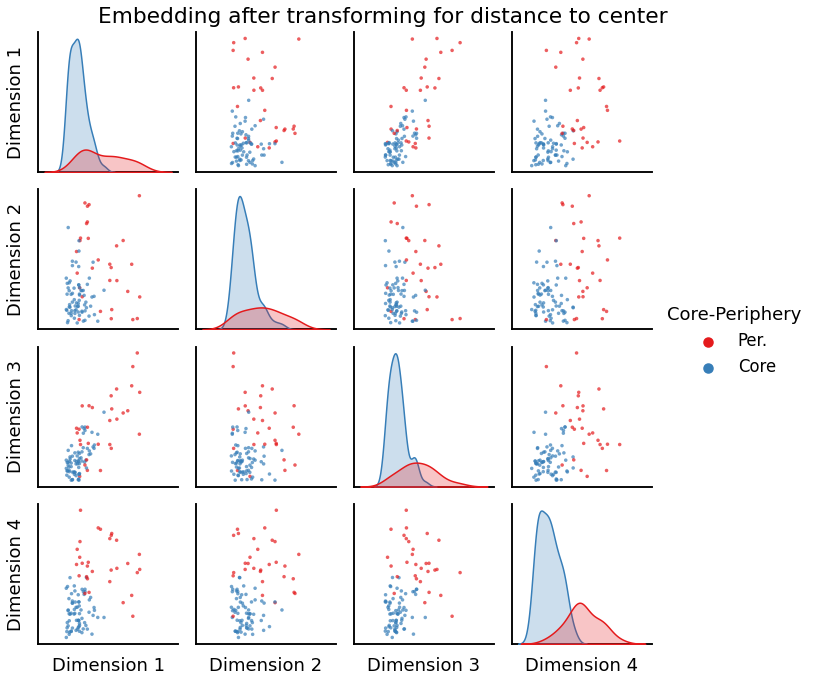 Embedding after transforming for distance to center
Dimension 1
Dimension 2
Dimension 3
Dimension 4
Core-Periphery
Per.
Core
Dimension 1
Dimension 2
Dimension 3
Dimension 4